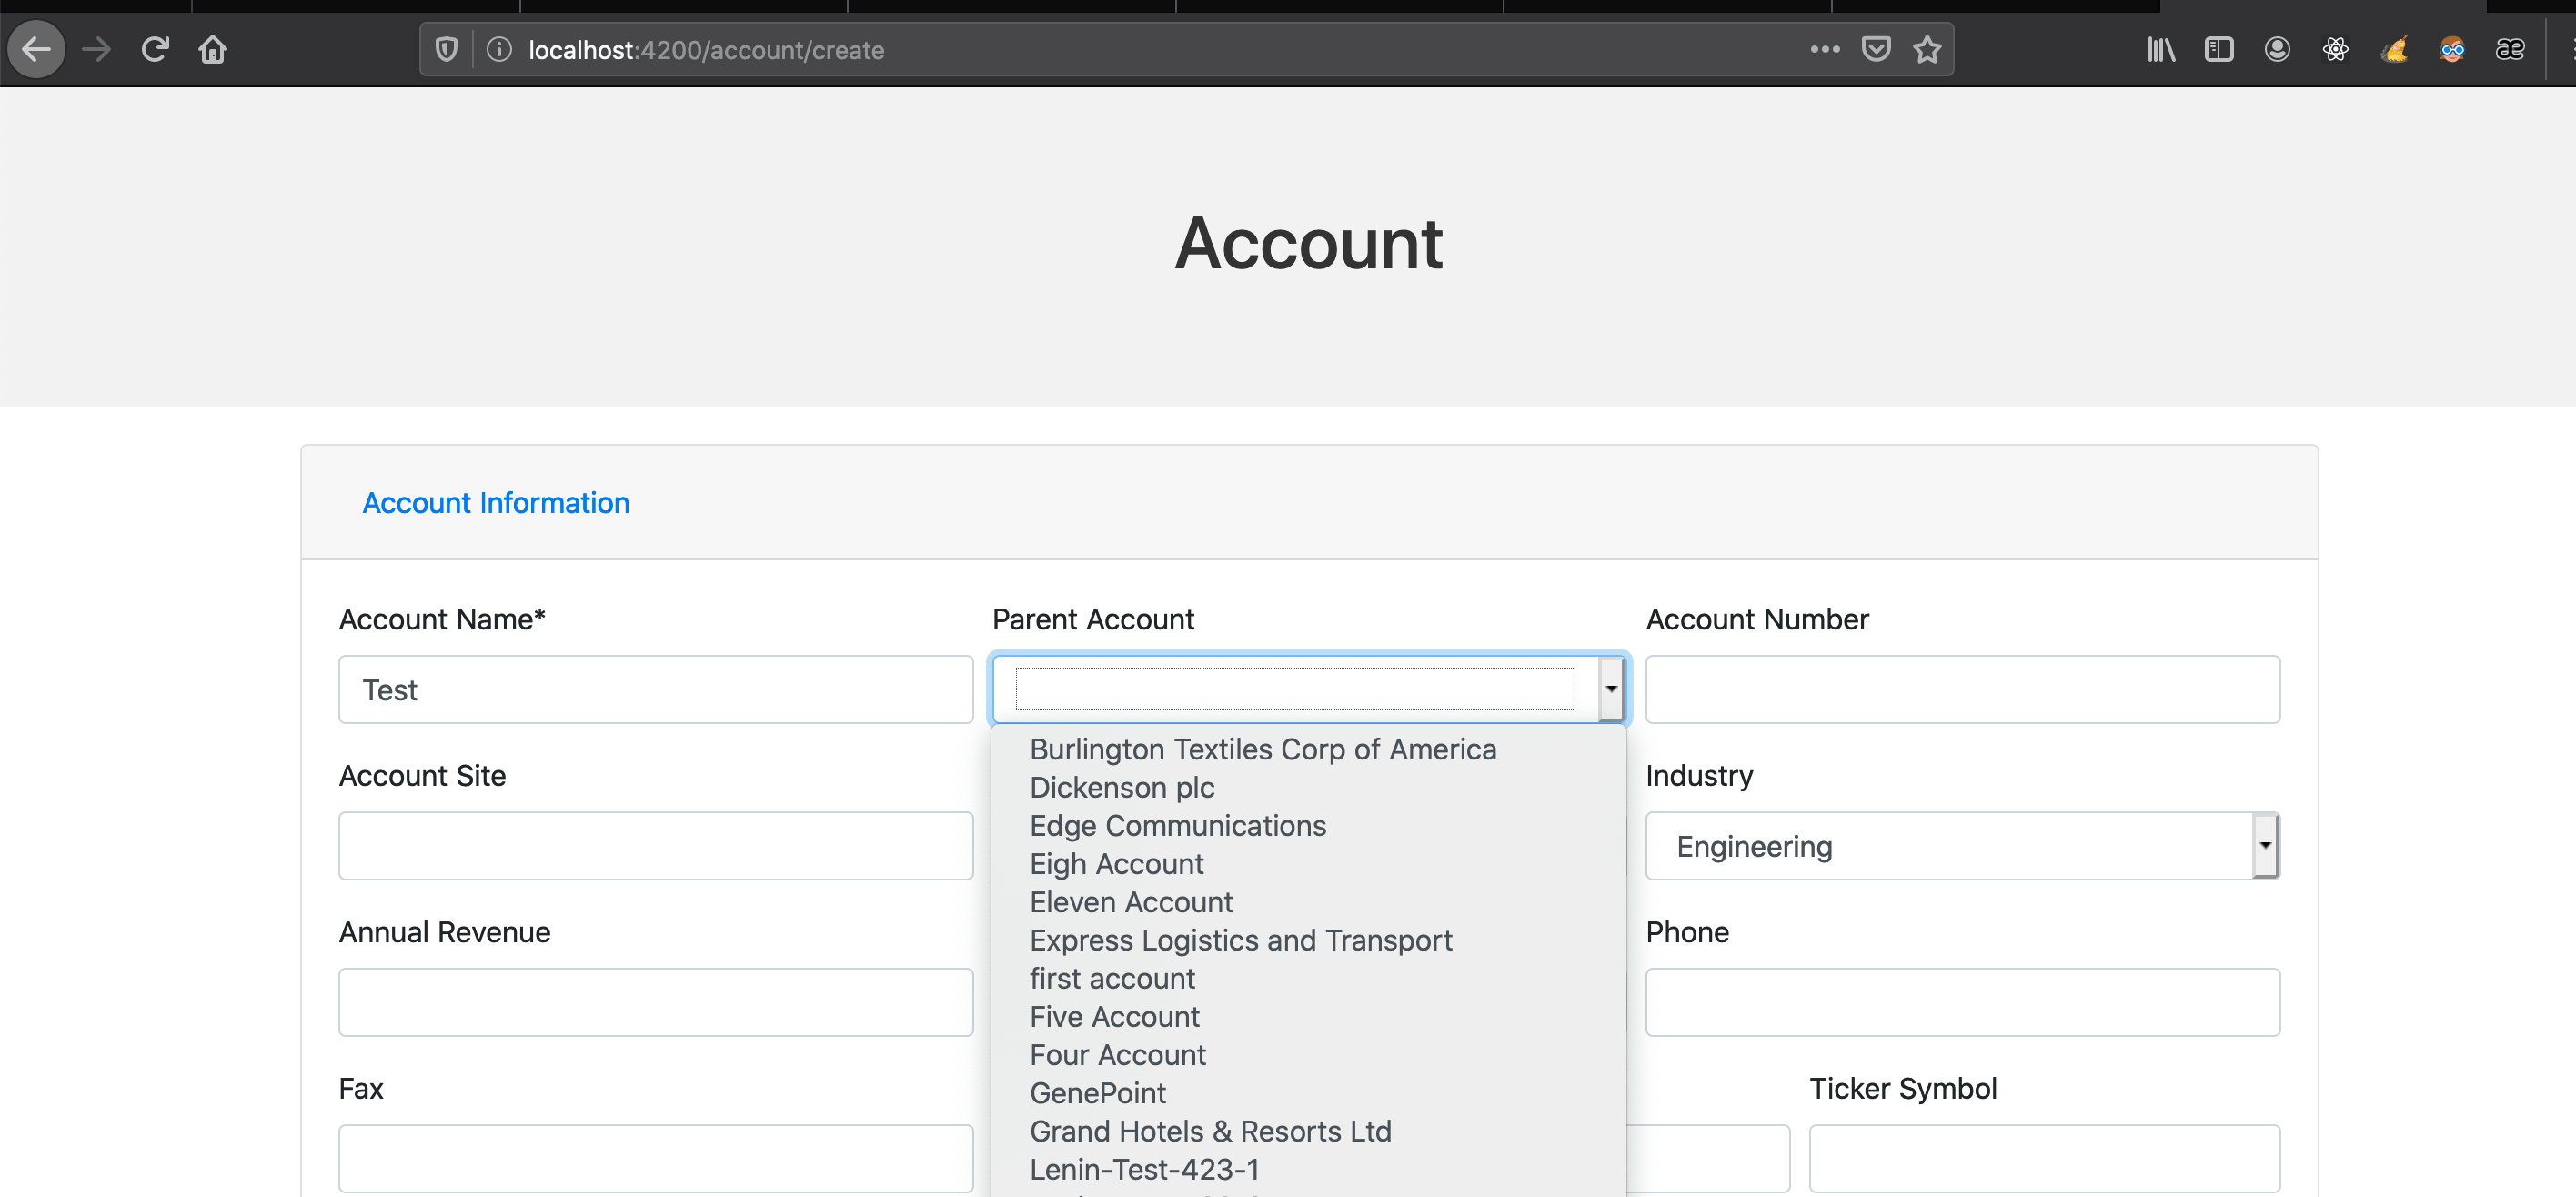 localhost:4200/account/create
Account
Account Information
Account Name*
Parent Account
Account Number
Test
Burlington Textiles Corp of America
Dickenson plc
Edge Communications
Eigh Account
Eleven Account
Express Logistics and Transport
first account
Five Account
Four Account
GenePoint
Grand Hotels & Resorts Ltd
Lenin-Test-423-1
Account Site
Industry
Engineering
Annual Revenue
Phone
Fax
Ticker Symbol